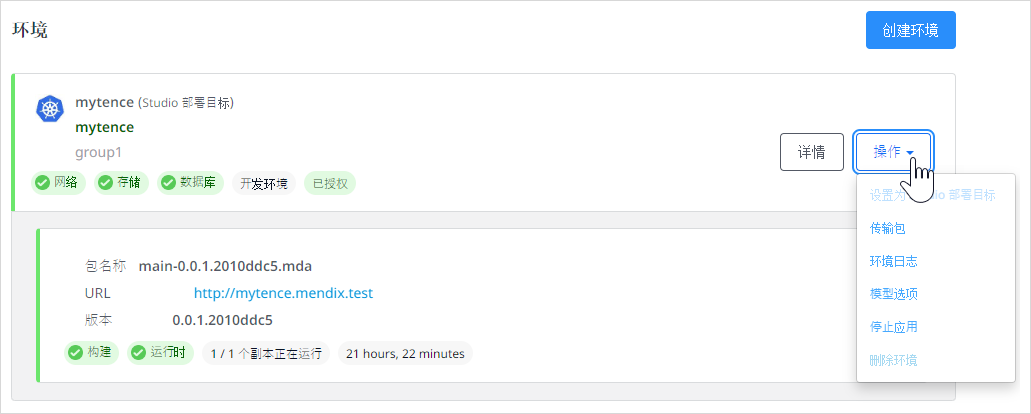 环境
创建环境
mytence (Studio 部署目标)
mytence
group1
详情
操作
网络
存储
数据库
开发环境
已授权
设置为 Studio 部署目标
传输包
环境日志
模型选项
停止应用
删除环境
包名称 main-0.0.1.2010ddc5.mda
URL http://mytence.mendix.test
版本 0.0.1.2010ddc5
构建
运行时
1 / 1 个副本正在运行
21 hours, 22 minutes